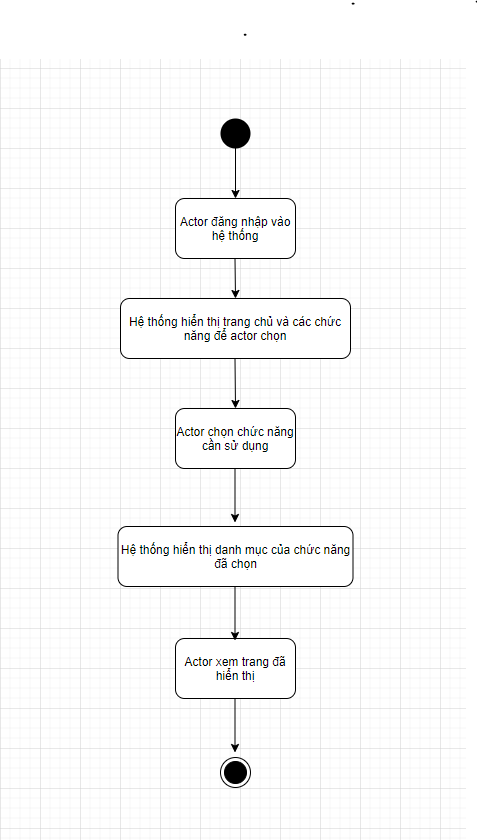 Actor đăng nhập vào
hệ thống
Hệ thống hiển thị trang chủ và các chức
năng để actor chọn
Actor chọn chức năng
cần sử dụng
Hệ thống hiển thị danh mục của chức năng
đã chọn
Actor xem trang đã
hiển thị